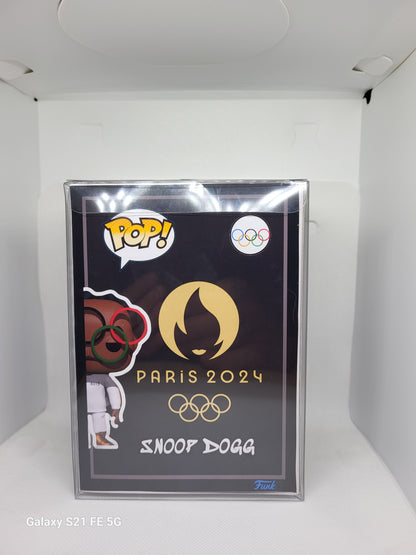 POP!
PARIS 2024
SNOOP DOGG
Funko
Galaxy S21 FE 5G